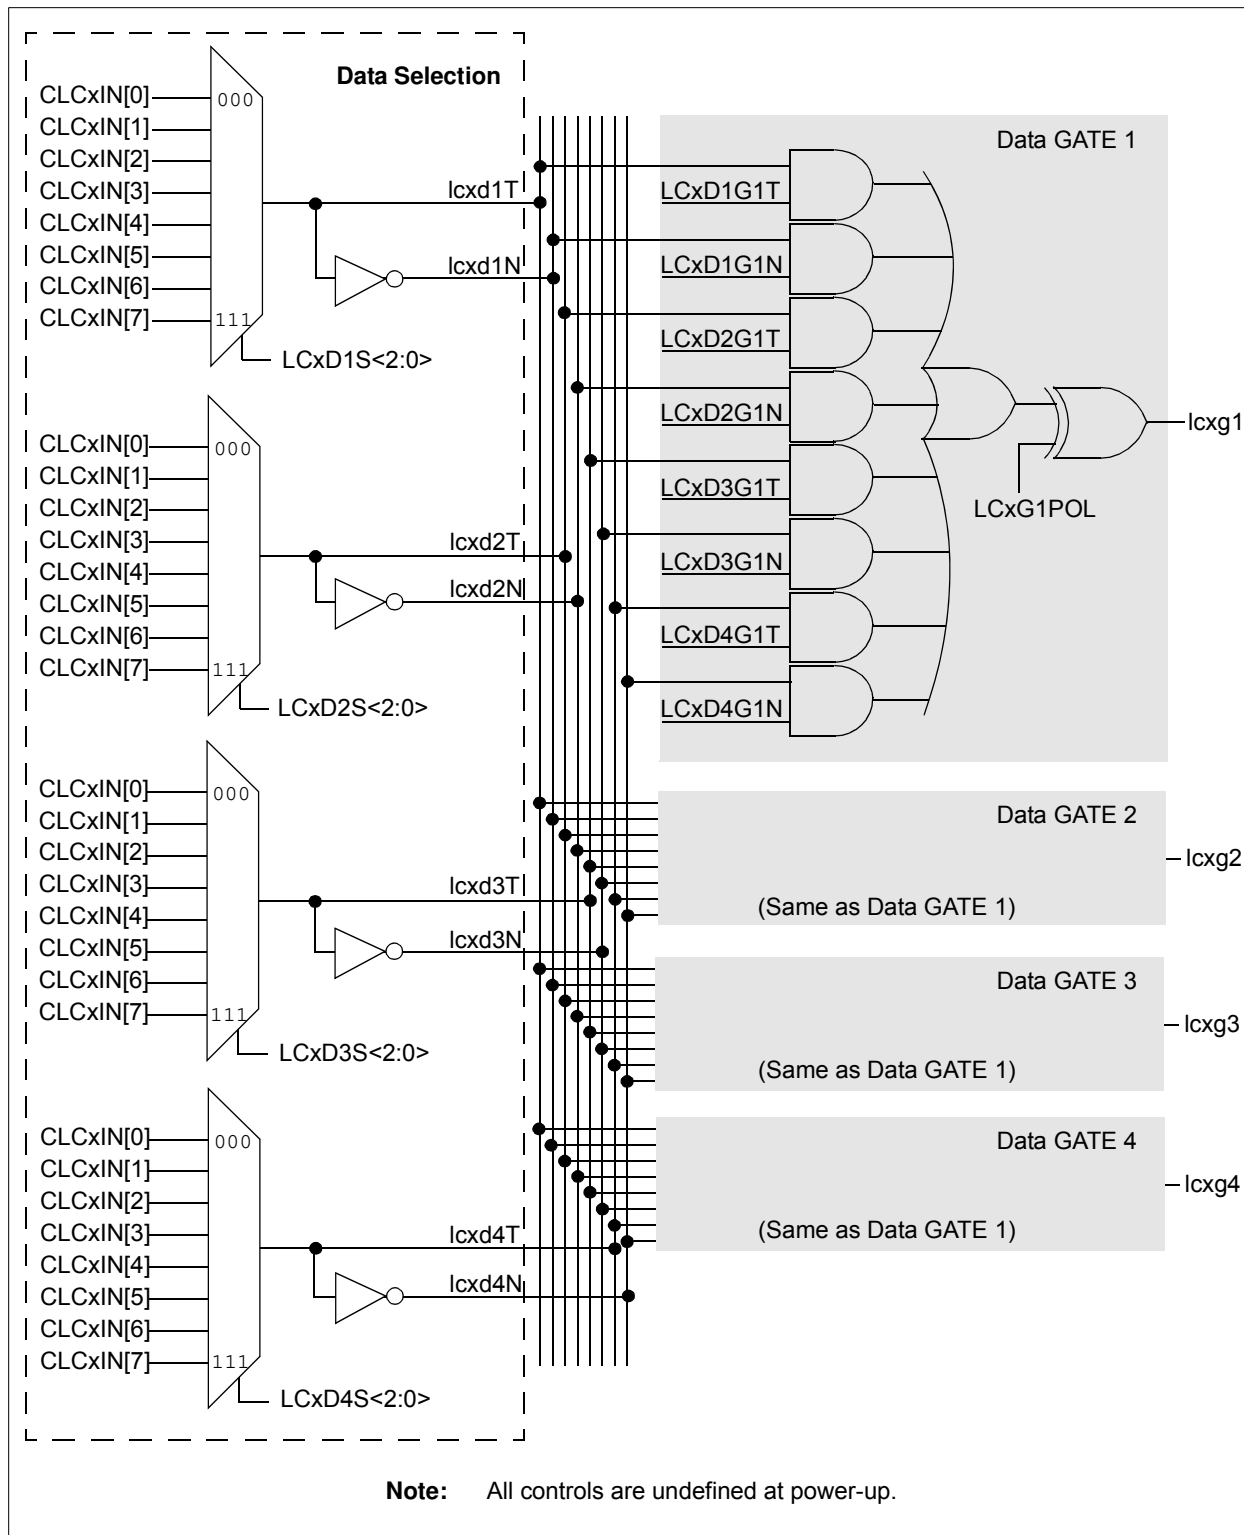 Data Selection
CLCxIN[0]
CLCxIN[1]
CLCxIN[2]
CLCxIN[3]
CLCxIN[4]
CLCxIN[5]
CLCxIN[6]
CLCxIN[7]
000
111
LCxD1S<2:0>
lcxd1T
lcxd1N
CLCxIN[0]
CLCxIN[1]
CLCxIN[2]
CLCxIN[3]
CLCxIN[4]
CLCxIN[5]
CLCxIN[6]
CLCxIN[7]
000
111
LCxD2S<2:0>
lcxd2T
lcxd2N
CLCxIN[0]
CLCxIN[1]
CLCxIN[2]
CLCxIN[3]
CLCxIN[4]
CLCxIN[5]
CLCxIN[6]
CLCxIN[7]
000
111
LCxD3S<2:0>
lcxd3T
lcxd3N
CLCxIN[0]
CLCxIN[1]
CLCxIN[2]
CLCxIN[3]
CLCxIN[4]
CLCxIN[5]
CLCxIN[6]
CLCxIN[7]
000
111
LCxD4S<2:0>
lcxd4T
lcxd4N
Data GATE 1
LCxD1G1T
LCxD1G1N
LCxD2G1T
LCxD2G1N
LCxD3G1T
LCxD3G1N
LCxD4G1T
LCxD4G1N
LCxG1POL
lcxg1
Data GATE 2
(Same as Data GATE 1)
lcxg2
Data GATE 3
(Same as Data GATE 1)
lcxg3
Data GATE 4
(Same as Data GATE 1)
lcxg4
Note: All controls are undefined at power-up.